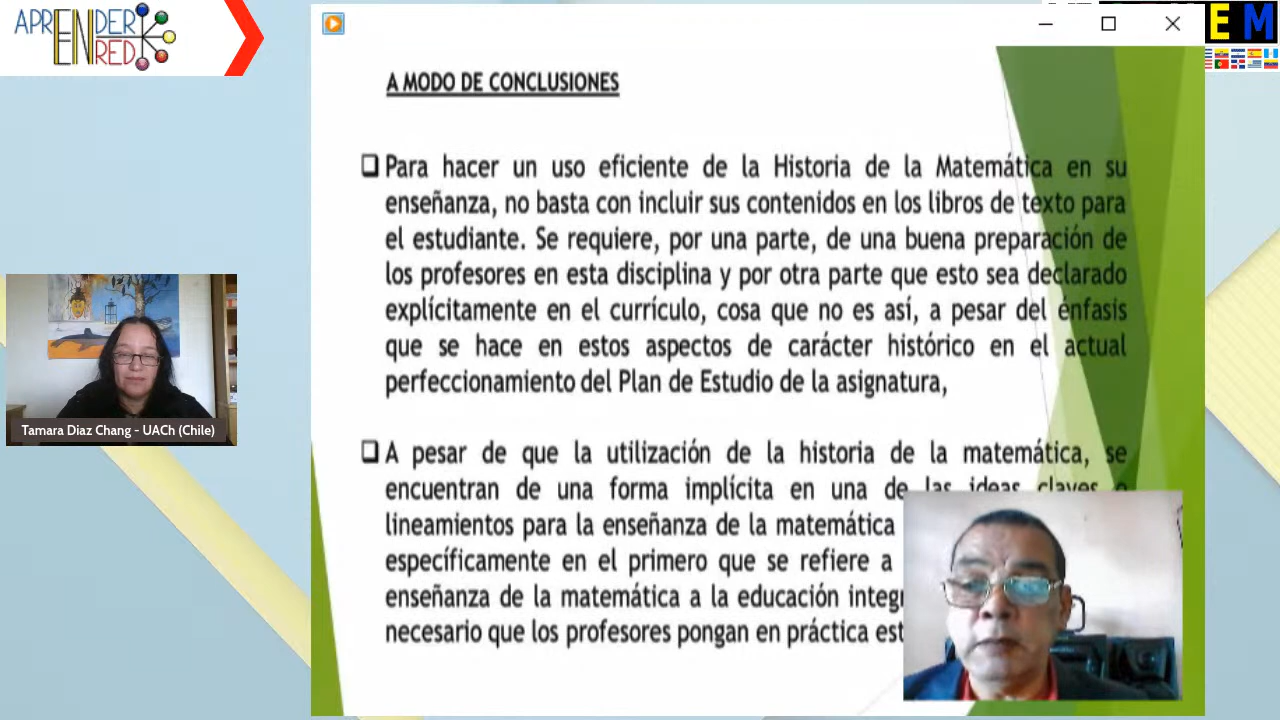 APRENDER
EN RED
E M
A MODO DE CONCLUSIONES
❑ Para hacer un uso eficiente de la Historia de la Matemática en su
enseñanza, no basta con incluir sus contenidos en los libros de texto para
el estudiante. Se requiere, por una parte, de una buena preparación de
los profesores en esta disciplina y por otra parte que esto sea declarado
explícitamente en el currículo, cosa que no es así, a pesar del énfasis
que se hace en estos aspectos de carácter histórico en el actual
perfeccionamiento del Plan de Estudio de la asignatura,
❑ A pesar de que la utilización de la historia de la matemática, se
encuentran de una forma implícita en una de las ideas claves o
lineamientos para la enseñanza de la matemática
específicamente en el primero que se refiere a
enseñanza de la matemática a la educación
necesario que los profesores pongan en práctica
Tamara Diaz Chang - UACh (Chile)